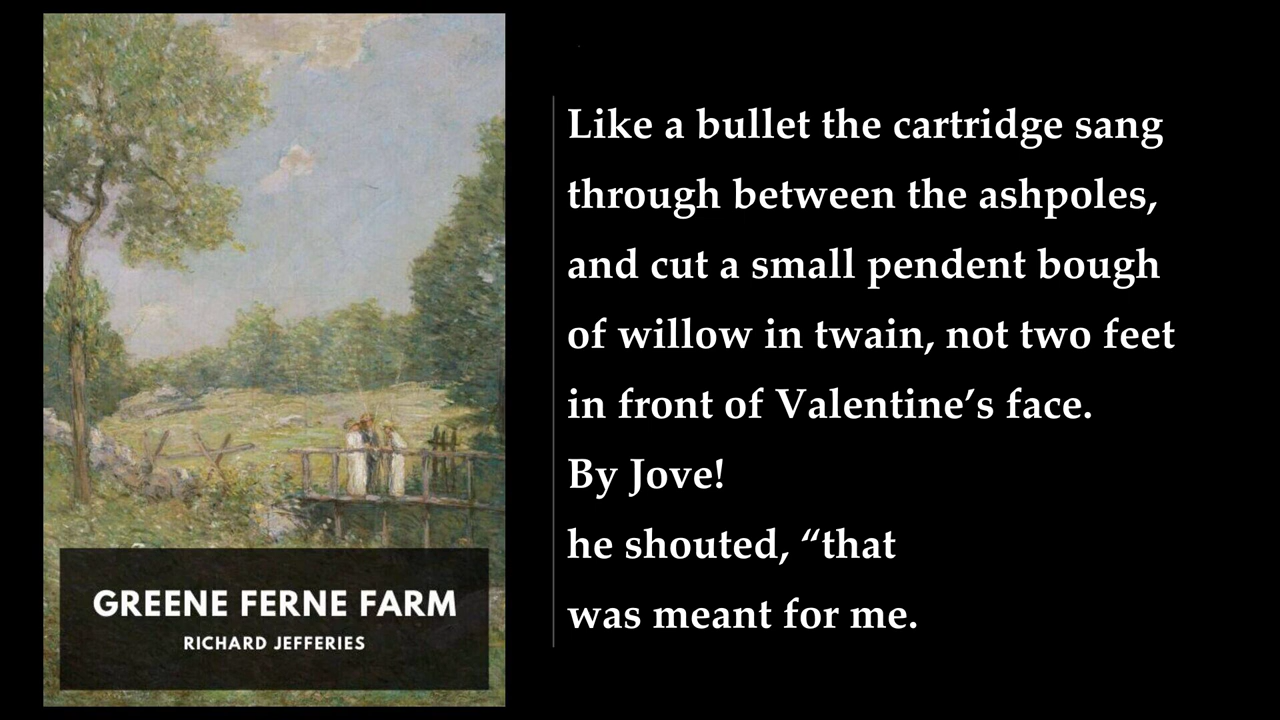 GREENE FERNE FARM
RICHARD JEFFERIES
Like a bullet the cartridge sang
through between the ashpoles,
and cut a small pendent bough
of willow in twain, not two feet
in front of Valentine’s face.
By Jove!
he shouted, “that
was meant for me.